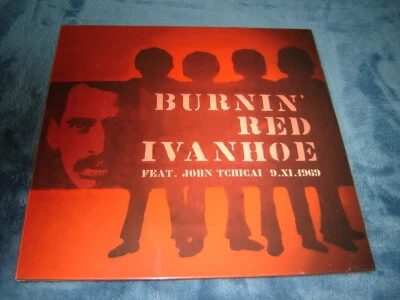 BURNIN'
RED
IVANHOE
FEAT. JOHN TCHICAI 9.XI.1969